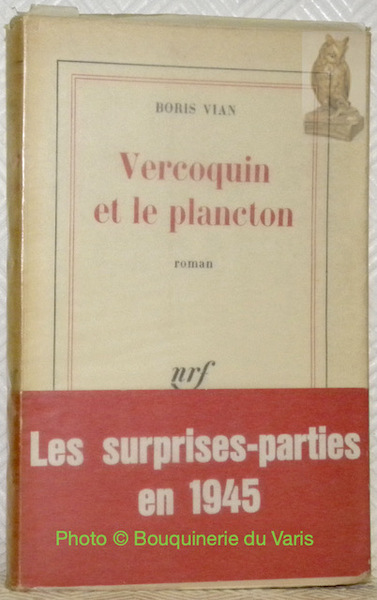 BORIS VIAN
Vercoquin
et le plancton
roman
nrf
Les surprises-parties
en 1945
Photo © Bouquinerie du Varis